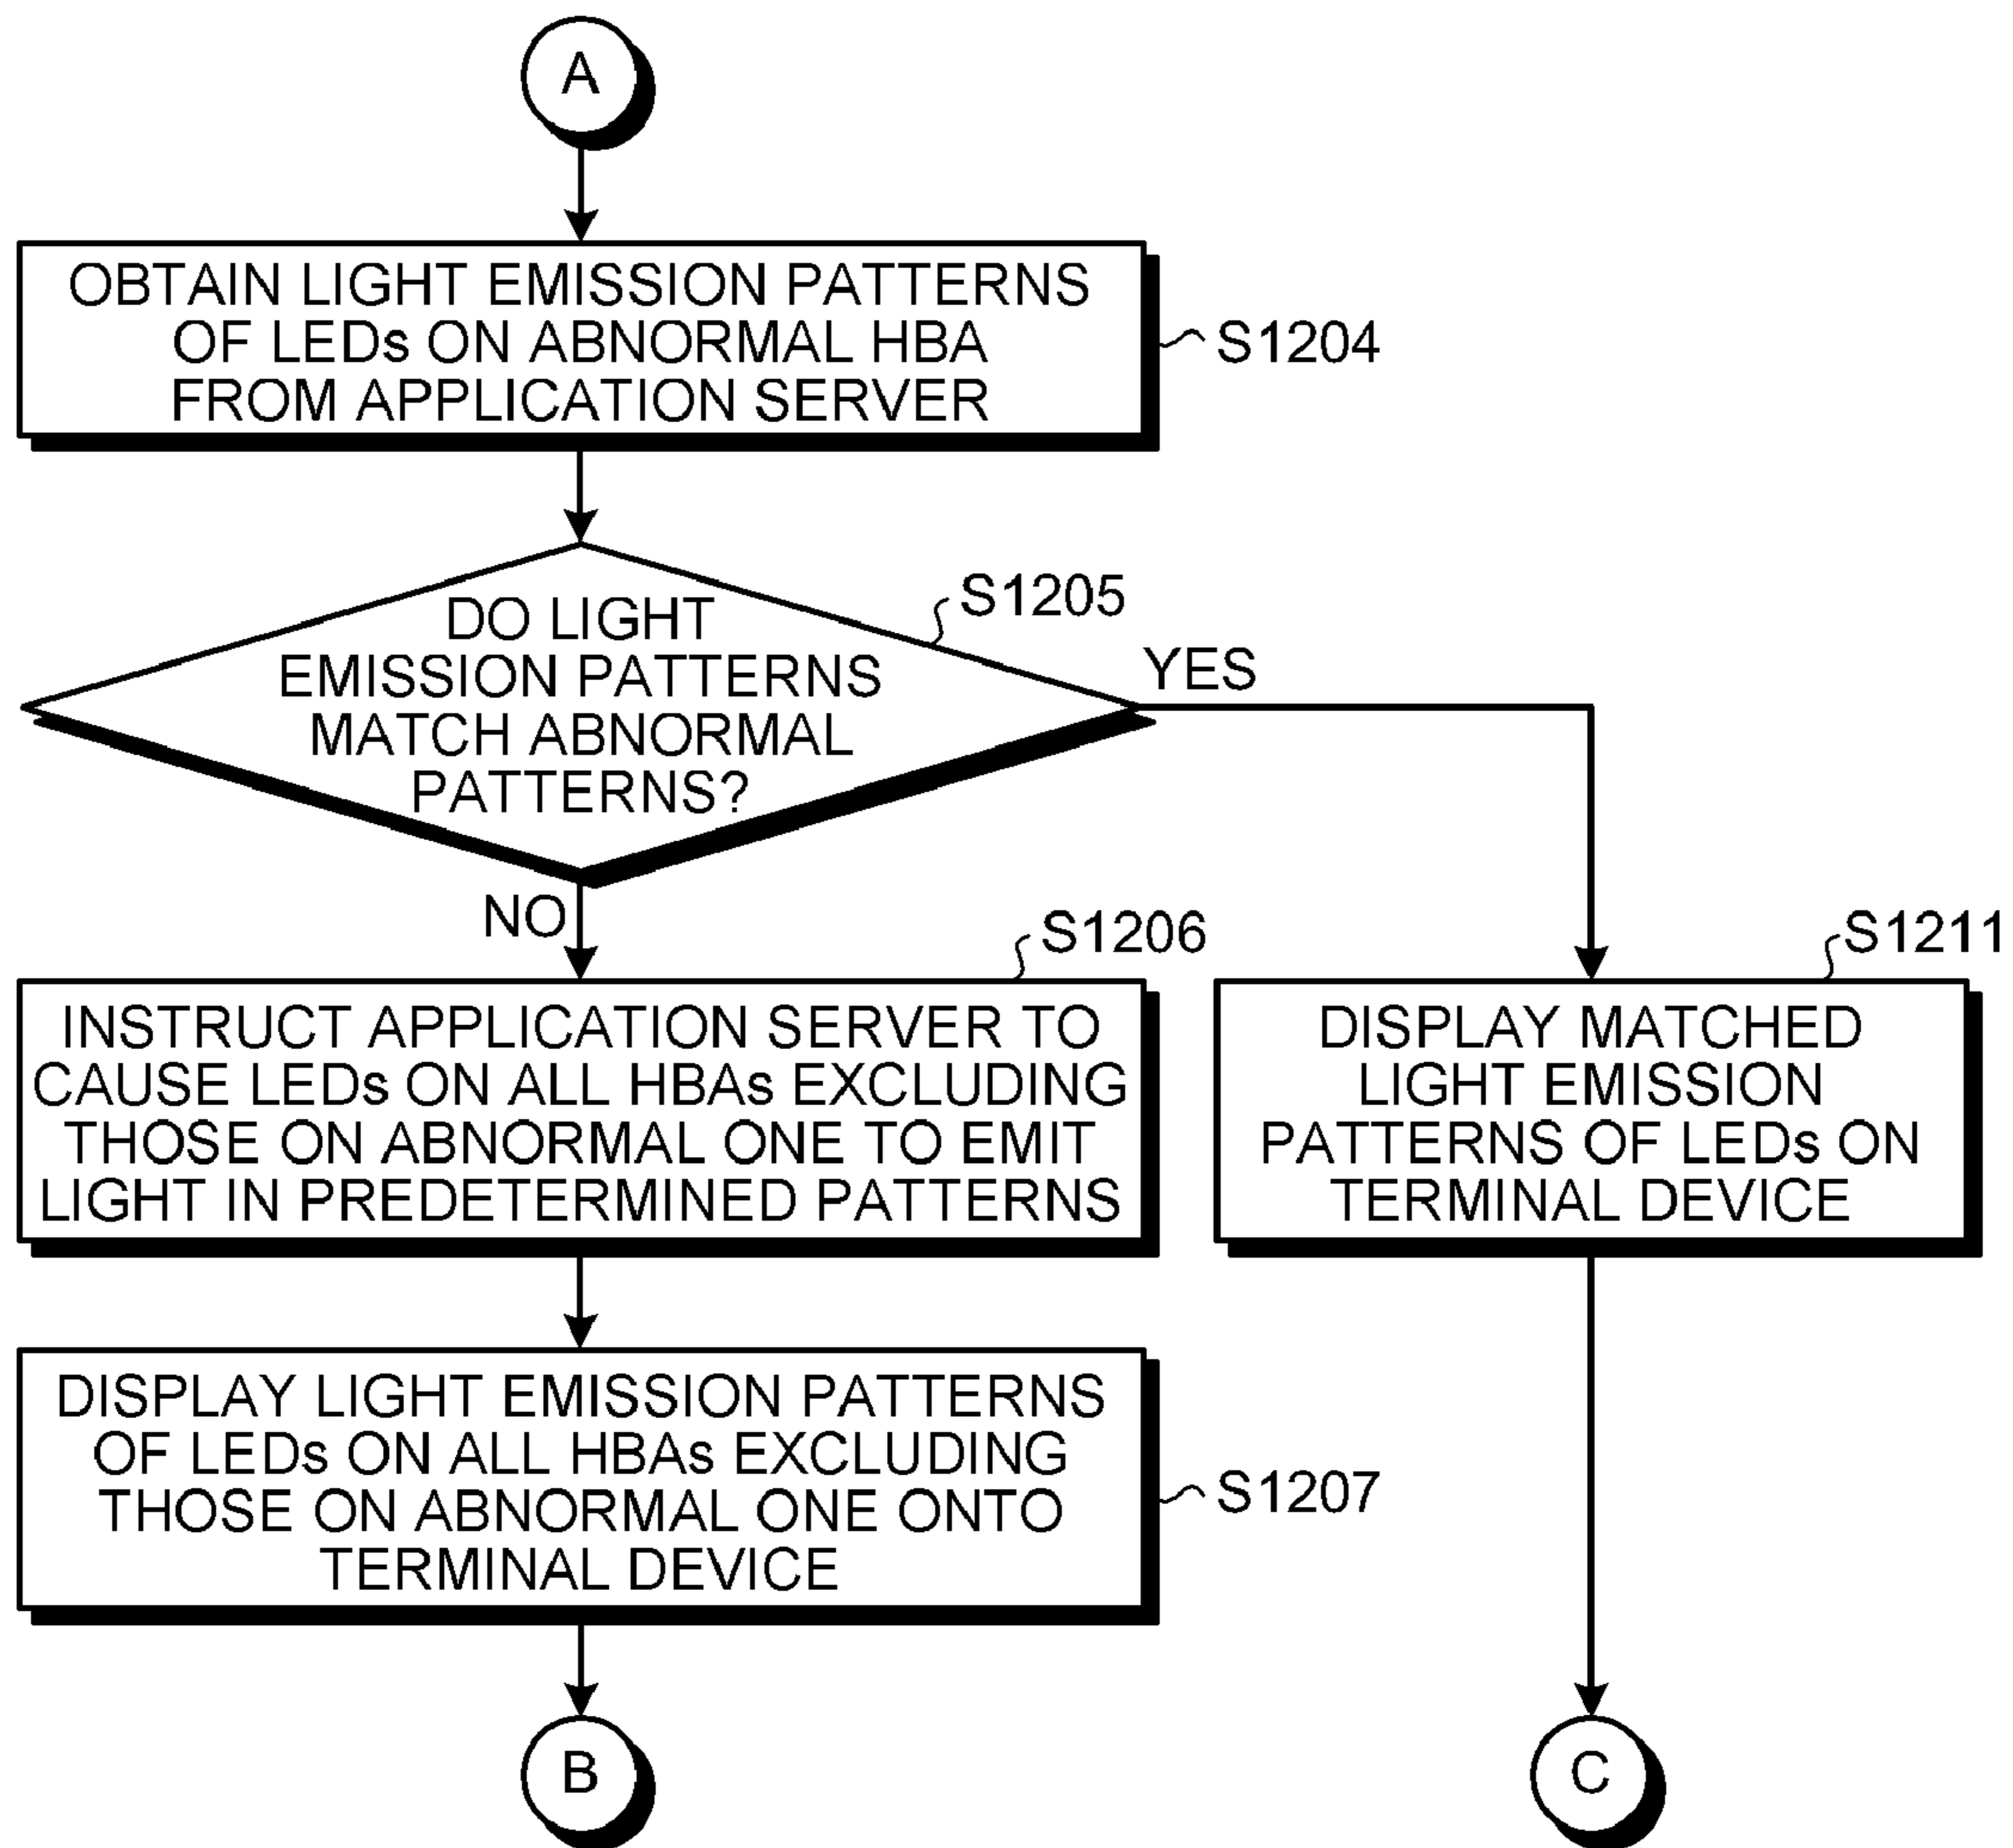 A
OBTAIN LIGHT EMISSION PATTERNS
OF LEDs ON ABNORMAL HBA
FROM APPLICATION SERVER
S1204
S1205
DO LIGHT
EMISSION PATTERNS
MATCH ABNORMAL
PATTERNS?
YES
NO
S1206
INSTRUCT APPLICATION SERVER TO
CAUSE LEDs ON ALL HBAs EXCLUDING
THOSE ON ABNORMAL ONE TO EMIT
LIGHT IN PREDETERMINED PATTERNS
S1211
DISPLAY MATCHED
LIGHT EMISSION
PATTERNS OF LEDs ON
TERMINAL DEVICE
DISPLAY LIGHT EMISSION PATTERNS
OF LEDs ON ALL HBAs EXCLUDING
THOSE ON ABNORMAL ONE ONTO
TERMINAL DEVICE
S1207
B
C